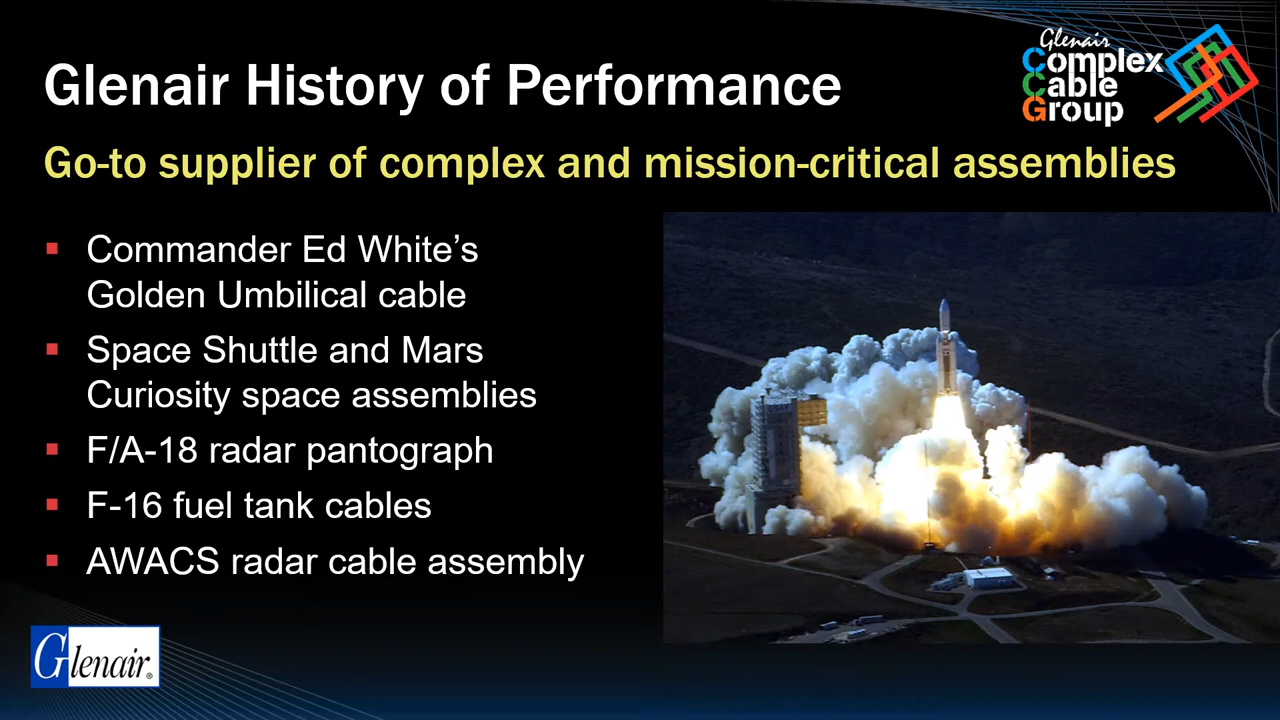 Glenair History of Performance
Glenair
Complex
Cable
Group
Go-to supplier of complex and mission-critical assemblies
▪ Commander Ed White’s
Golden Umbilical cable
▪ Space Shuttle and Mars
Curiosity space assemblies
▪ F/A-18 radar pantograph
▪ F-16 fuel tank cables
▪ AWACS radar cable assembly
Glenair®